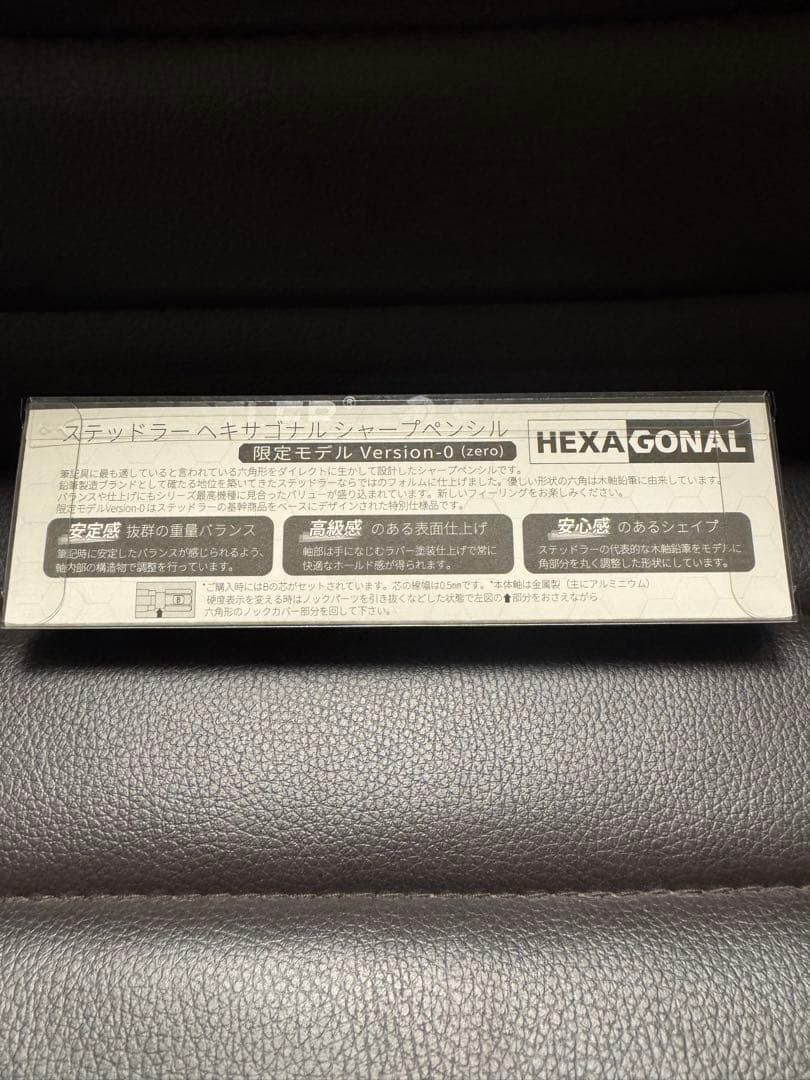 ステッドラー ヘキサゴナル シャープペンシル
限定モデル Version-0 (zero)
HEXAGONAL
筆記具に最も適していると言われている六角形をダイレクトに生かして設計したシャープペンシルです。
鉛筆製造ブランドとして確たる地位を築いてきたステッドラーならではのフォルムに仕上げました。優しい形状の六角は木軸鉛筆に由来しています。
バランスや仕上げにもシリーズ最高機種に見合ったバリューが盛り込まれています。新しいフィーリングをお楽しみください。
限定モデルVersion-0はステッドラーの基幹商品をベースにデザインされた特別仕様品です。
安定感 抜群の重量バランス
筆記時に安定したバランスが感じられるよう、
軸内部の構造物で調整を行っています。
高級感 のある表面仕上げ
軸部は手になじむラバー塗装仕上げで常に
快適なホールド感が得られます。
安心感 のあるシェイプ
ステッドラーの代表的な木軸鉛筆をモデルに
角部分を丸く調整した形状にしています。
B
*ご購入時にはBの芯がセットされています。芯の線幅は0.5mmです。*本体軸は金属製（主にアルミニウム）
硬度表示を変える時はノックパーツを引き抜くなどした状態で左図の⬆部分をおさえながら
六角形のノックカバー部分を回して下さい。